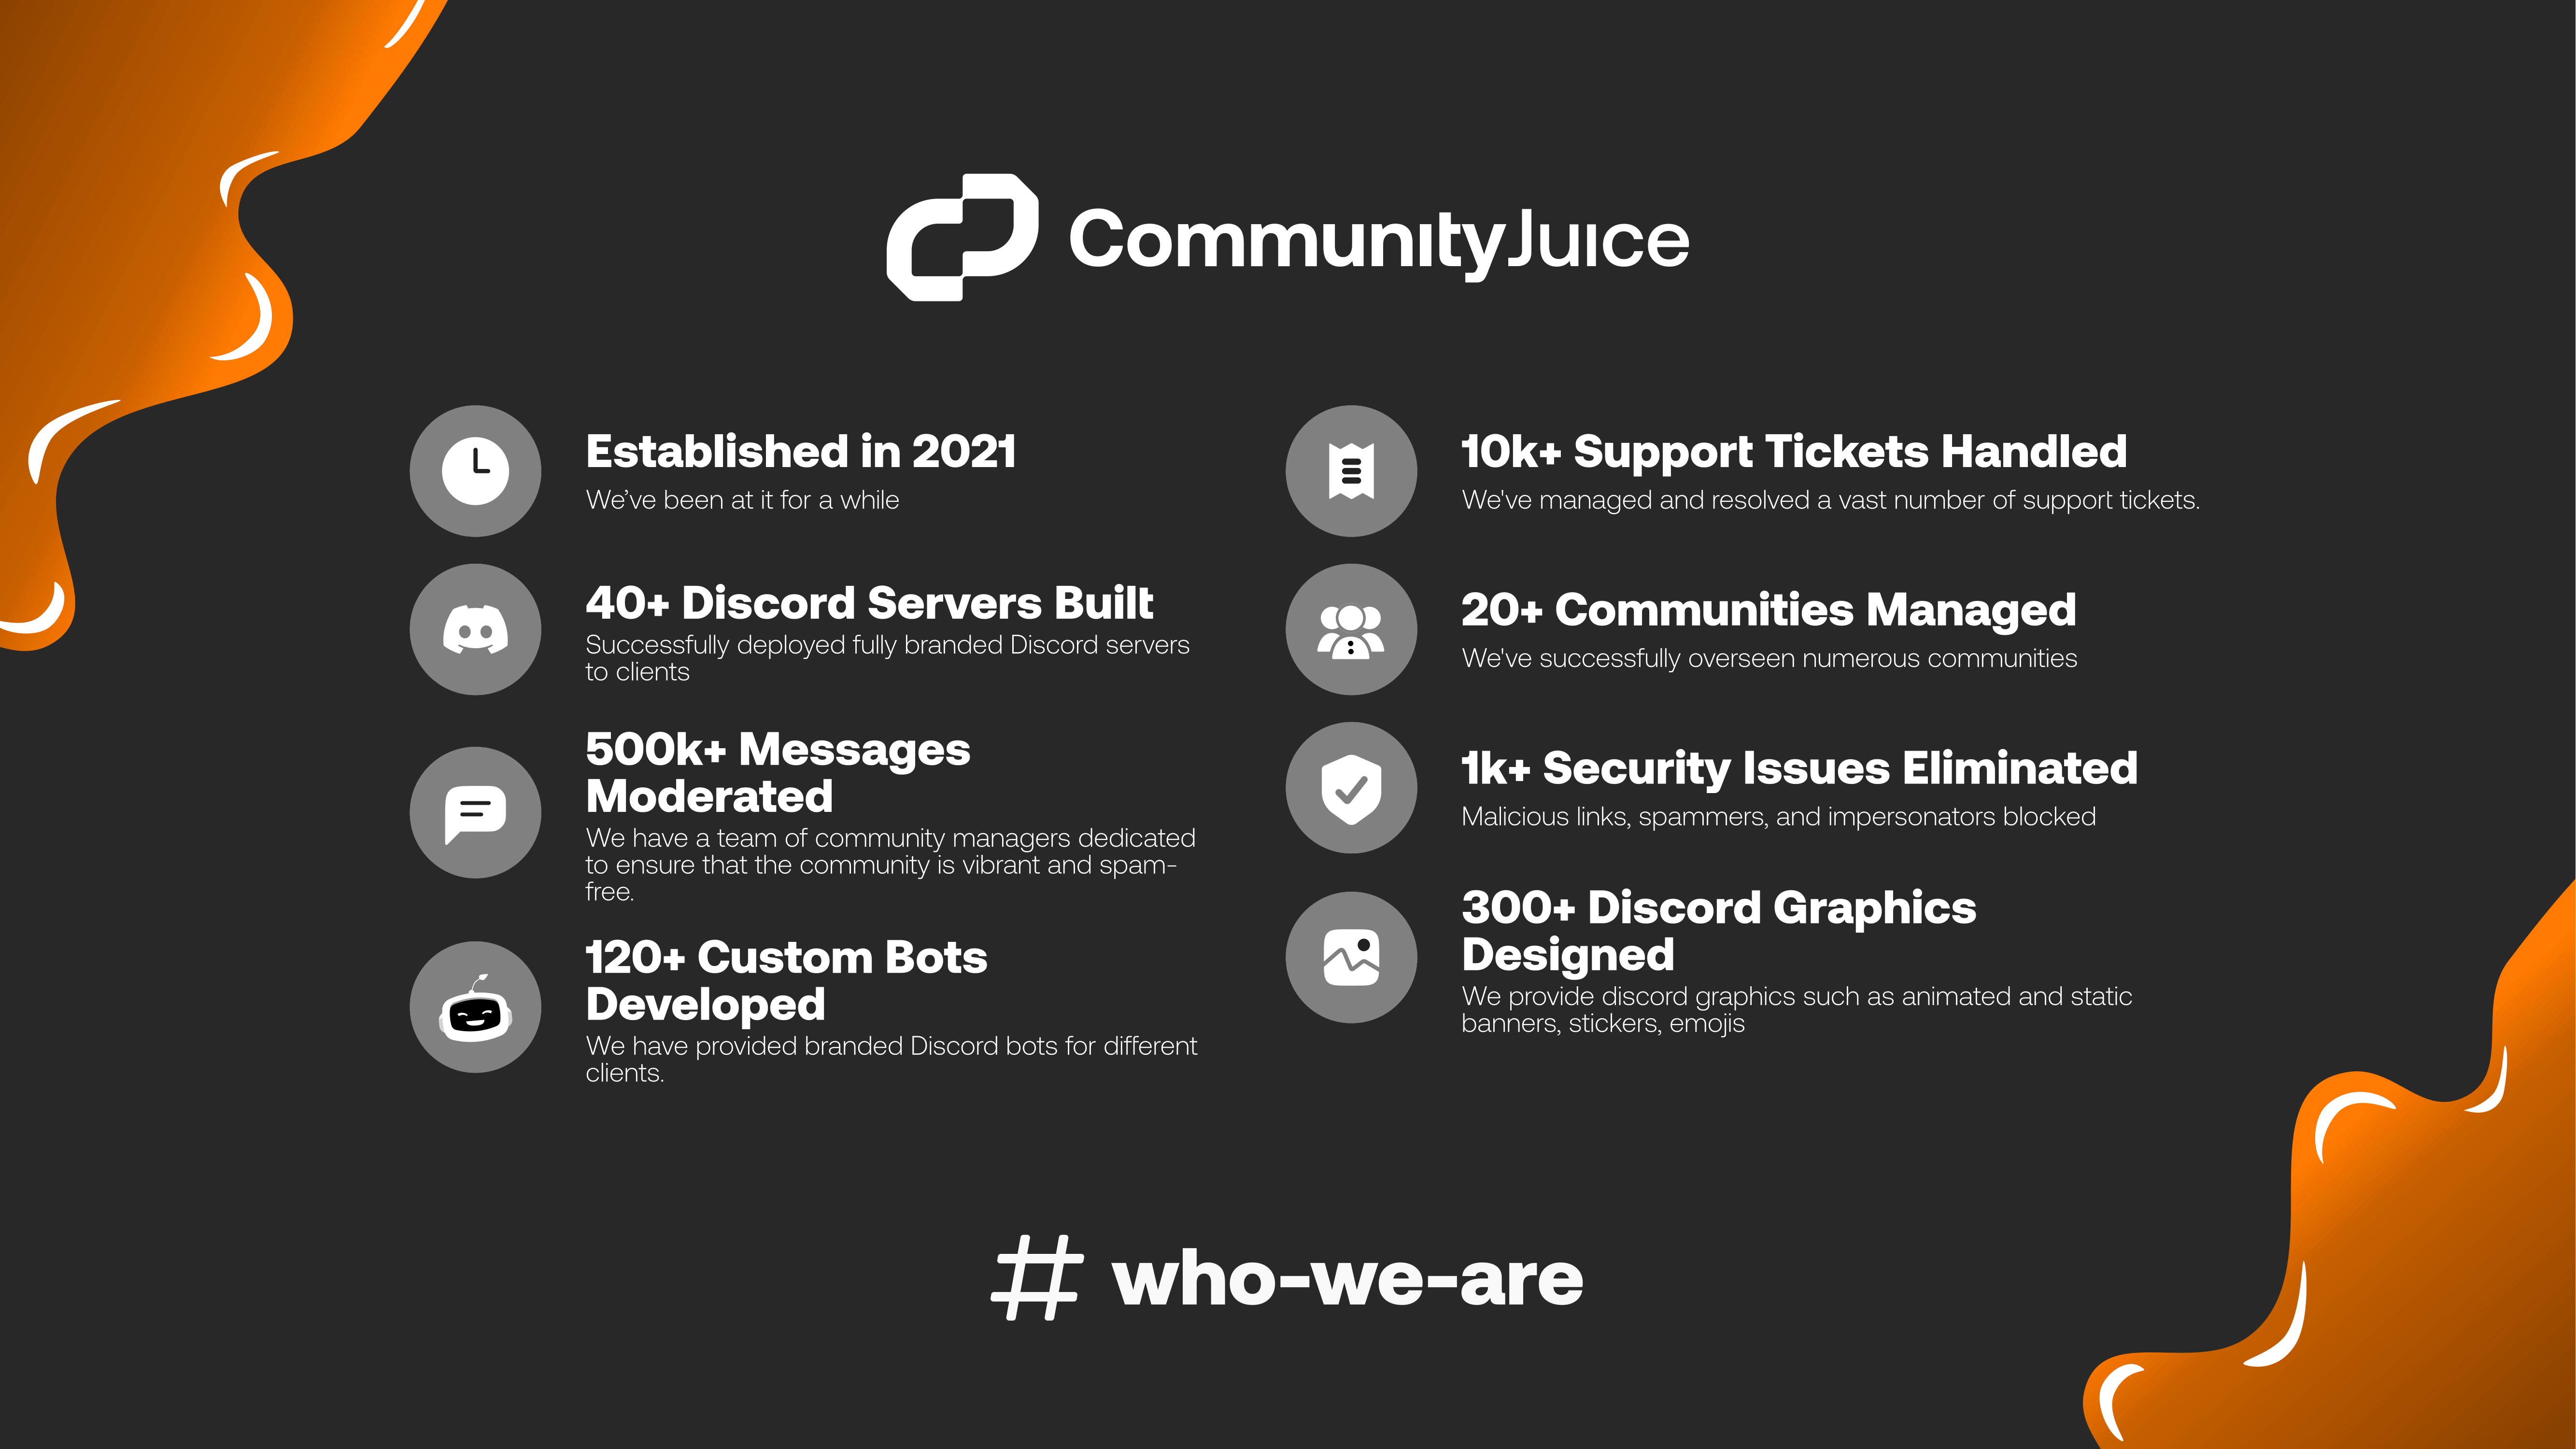 CommunityJuice
Established in 2021
We’ve been at it for a while
40+ Discord Servers Built
Successfully deployed fully branded Discord servers
to clients
500k+ Messages
Moderated
We have a team of community managers dedicated
to ensure that the community is vibrant and spam-
free.
120+ Custom Bots
Developed
We have provided branded Discord bots for different
clients.
10k+ Support Tickets Handled
We've managed and resolved a vast number of support tickets.
20+ Communities Managed
We've successfully overseen numerous communities
1k+ Security Issues Eliminated
Malicious links, spammers, and impersonators blocked
300+ Discord Graphics
Designed
We provide discord graphics such as animated and static
banners, stickers, emojis
# who-we-are